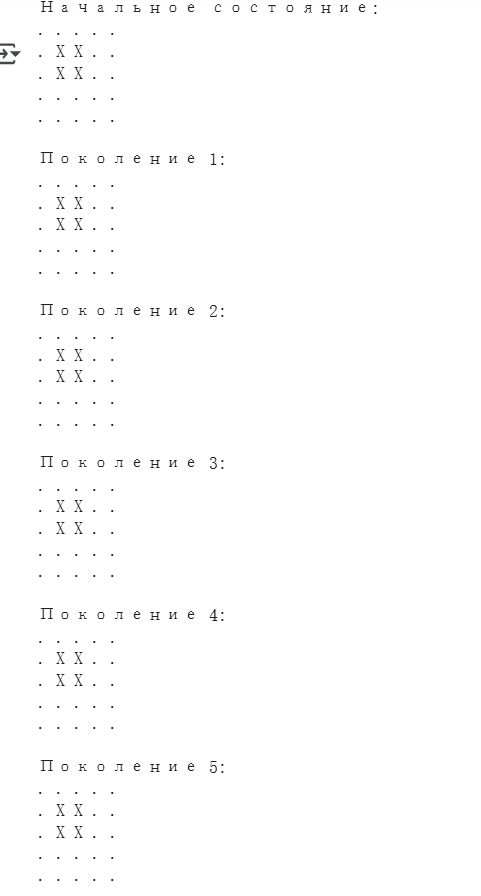 Начальное состояние:
. . . . .
. X X . .
. X X . .
. . . . .
. . . . .
Поколение 1:
. . . . .
. X X . .
. X X . .
. . . . .
. . . . .
Поколение 2:
. . . . .
. X X . .
. X X . .
. . . . .
. . . . .
Поколение 3:
. . . . .
. X X . .
. X X . .
. . . . .
. . . . .
Поколение 4:
. . . . .
. X X . .
. X X . .
. . . . .
. . . . .
Поколение 5:
. . . . .
. X X . .
. X X . .
. . . . .
. . . . .